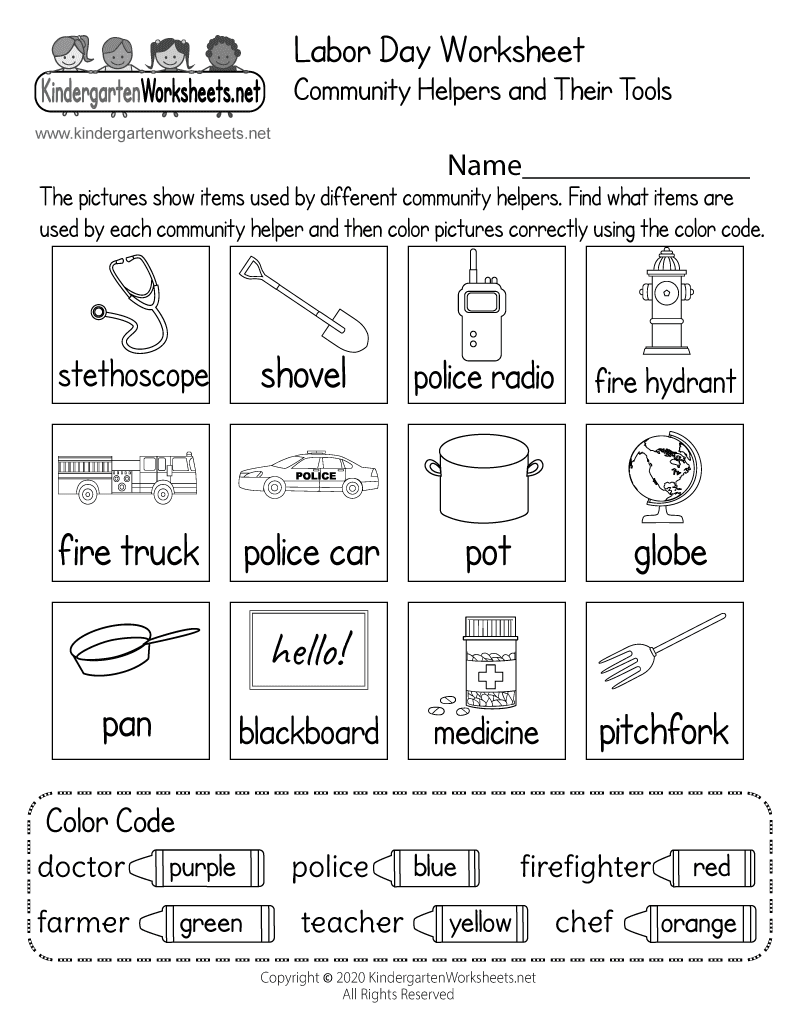 Labor Day Worksheet
Community Helpers and Their Tools
KindergartenWorksheets.net
www.kindergartenworksheets.net
Name_______________
The pictures show items used by different community helpers. Find what items are
used by each community helper and then color pictures correctly using the color code.
stethoscope
shovel
police radio
fire hydrant
POLICE
fire truck
police car
pot
globe
hello!
pan
blackboard
medicine
pitchfork
Color Code
doctor purple police blue firefighter red
farmer green teacher yellow chef orange
Copyright © 2020 KindergartenWorksheets.net
All Rights Reserved